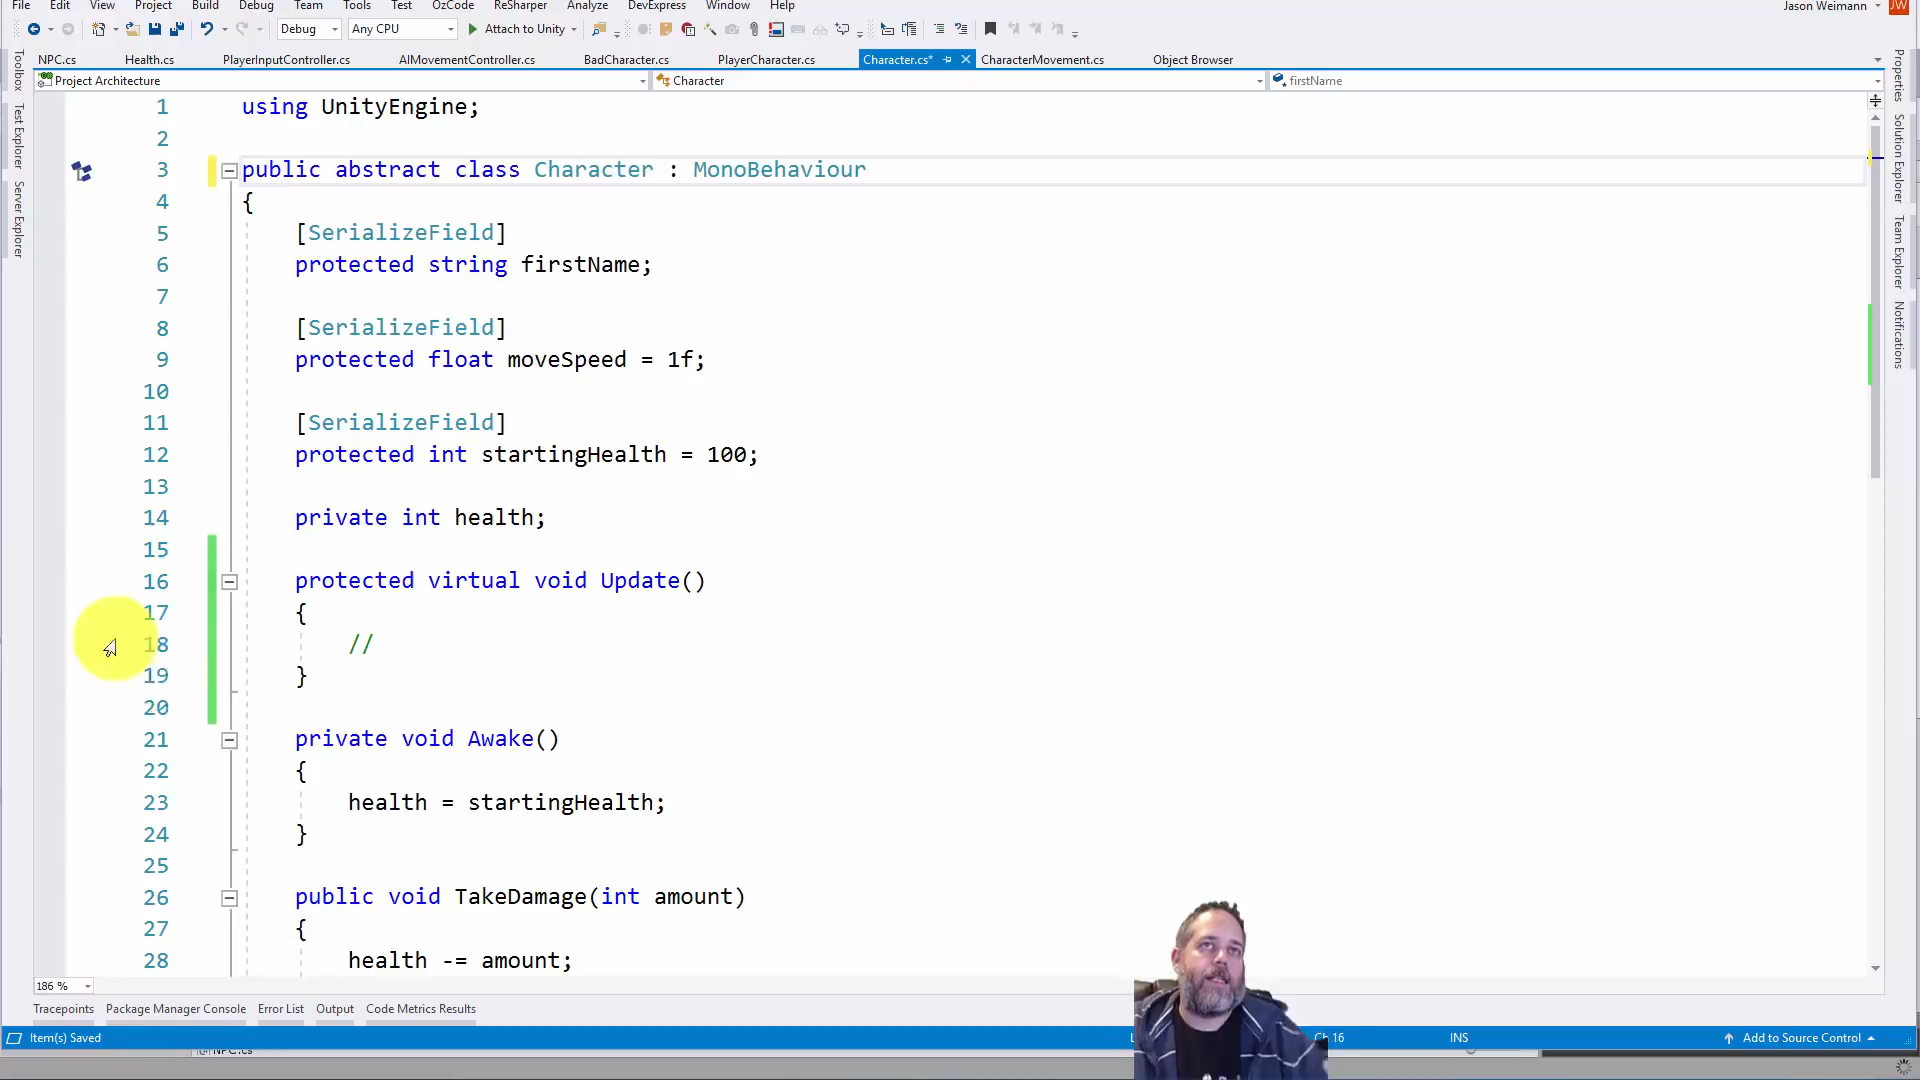 File Edit View Project Build Debug Team Tools Test OzCode ReSharper Analyze DevExpress Window Help Jason Weimann JW
Debug Any CPU Attach to Unity
NPC.cs Health.cs PlayerInputController.cs AIMovementController.cs BadCharacter.cs PlayerCharacter.cs Character.cs* CharacterMovement.cs Object Browser
Project Architecture Character firstName
Toolbox
Test Explorer
Server Explorer
1 using UnityEngine;
2
3 public abstract class Character : MonoBehaviour
4 {
5 [SerializeField]
6 protected string firstName;
7
8 [SerializeField]
9 protected float moveSpeed = 1f;
10
11 [SerializeField]
12 protected int startingHealth = 100;
13
14 private int health;
15
16 protected virtual void Update()
17 {
18 //
19 }
20
21 private void Awake()
22 {
23 health = startingHealth;
24 }
25
26 public void TakeDamage(int amount)
27 {
28 health -= amount;
Properties
Solution Explorer
Team Explorer
Notifications
186 %
Tracepoints Package Manager Console Error List Output Code Metrics Results
Item(s) Saved Ch 16 INS Add to Source Control
NPC.cs